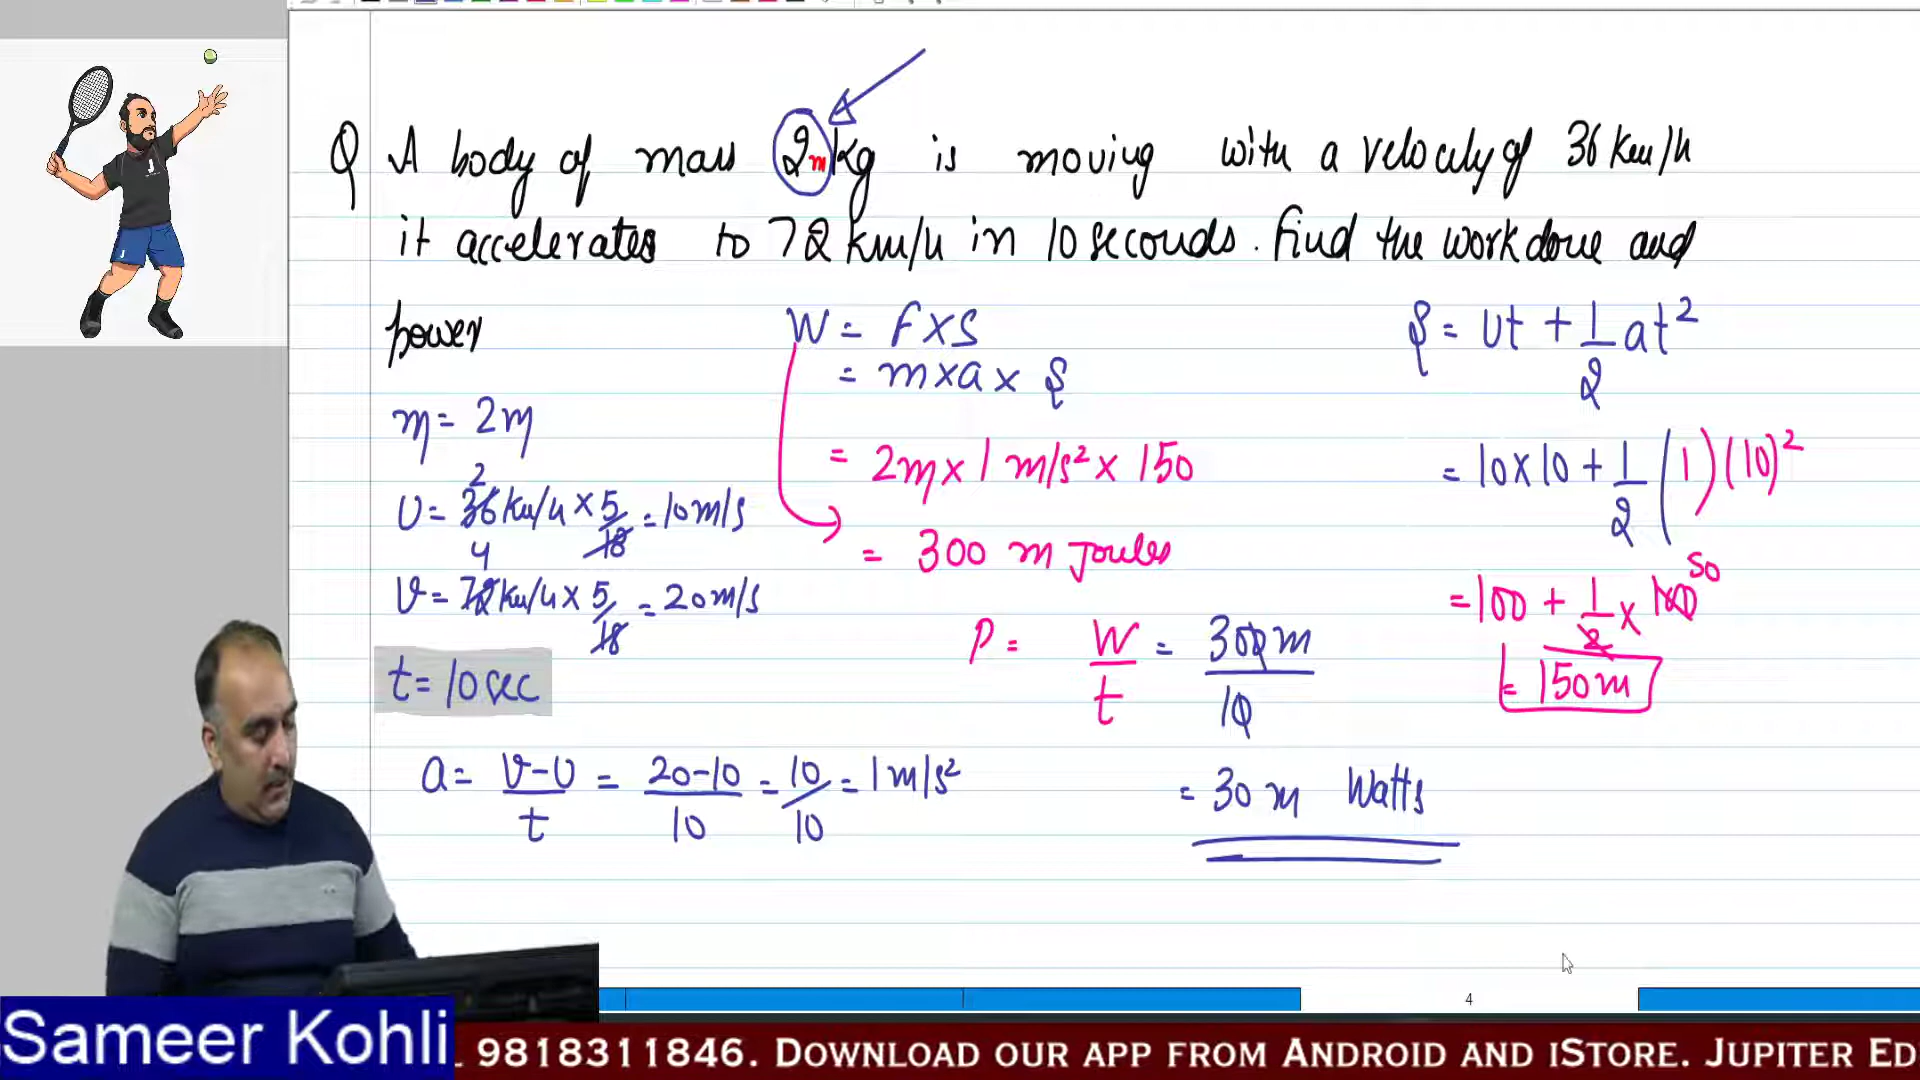 Q A body of mass 2m kg is moving with a velocity of 36 km/h
it accelerates to 72 km/h in 10 seconds. Find the work done and
power
W = F×S
= m×a×S
= 2m × 1 m/s² × 150
= 300 m Joules
P = W/t = 300m/10
= 30 m Watts
S = Ut + 1/2 at²
= 10×10 + 1/2 (1)(10)²
= 100 + 1/2 × 100 50
= 150m
m = 2m
2
U = 36 km/h × 5/18 = 10 m/s
4
V = 72 km/h × 5/18 = 20 m/s
t = 10 sec
a = V-U/t = 20-10/10 = 10/10 = 1 m/s²
4
Sameer Kohli
9818311846. Download our app from Android and iStore. Jupiter Ed